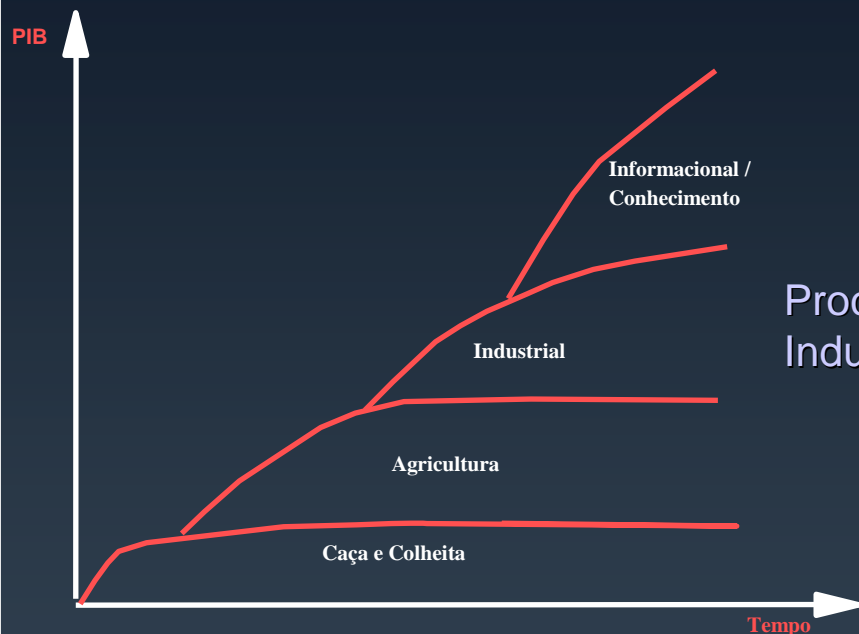 PIB
Informacional /
Conhecimento
Industrial
Agricultura
Caça e Colheita
Tempo